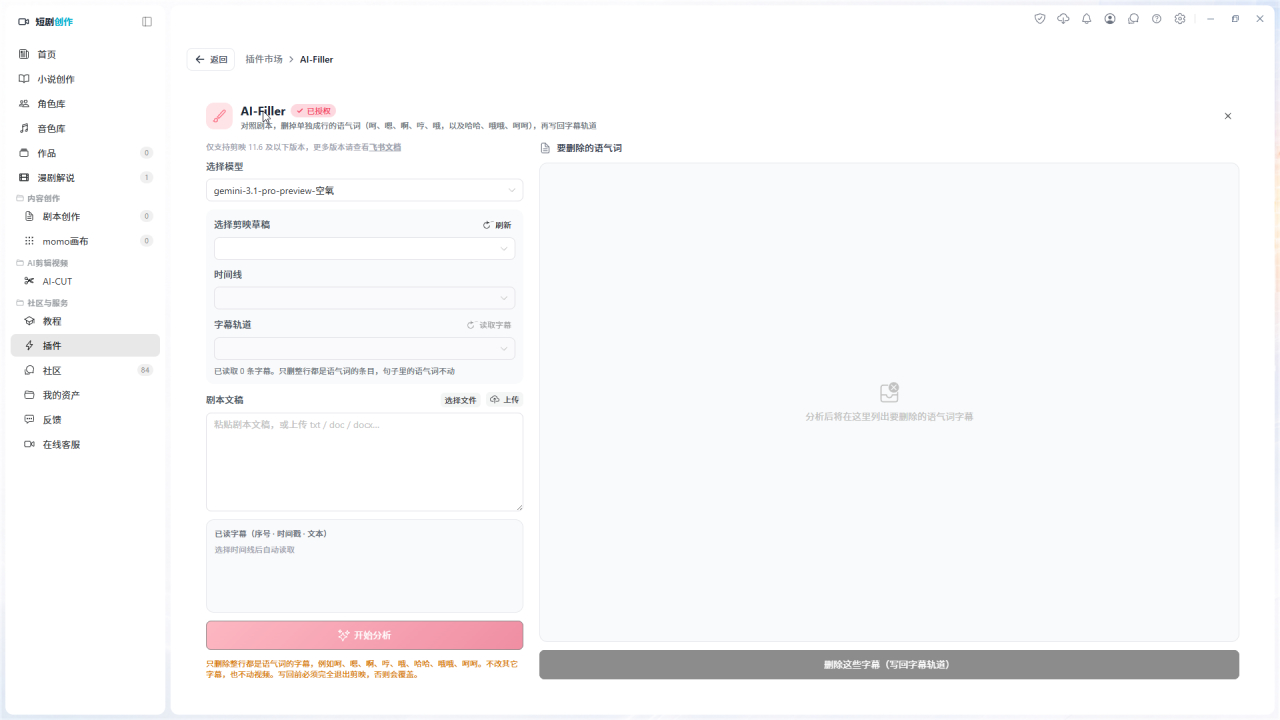 短剧创作
首页
小说创作
角色库
音色库
作品 0
漫剧解说 1
内容创作
剧本创作 0
momo画布 0
AI剪辑视频
AI-CUT
社区与服务
教程
插件
社区 84
我的资产
反馈
在线客服
返回 插件市场 > AI-Filler
AI-Filler 已授权
对照剧本，删掉单独成行的语气词（呵、嗯、啊、哼、哦，以及哈哈、哦哦、呵呵），再写回字幕轨道
仅支持剪映 11.6 及以下版本，更多版本请查看飞书文档
选择模型
gemini-3.1-pro-preview-空氧
选择剪映草稿 刷新
时间线
字幕轨道 读取字幕
已读取 0 条字幕。只删整行都是语气词的条目，句子里的语气词不动
剧本文稿 选择文件 上传
粘贴剧本文稿，或上传 txt / doc / docx...
已读字幕（序号 · 时间戳 · 文本）
选择时间线后自动读取
开始分析
只删除整行都是语气词的字幕，例如呵、嗯、啊、哼、哦、哈哈、哦哦、呵呵。不改其它
字幕，也不动视频。写回前必须完全退出剪映，否则会覆盖。
要删除的语气词
分析后将在这里列出要删除的语气词字幕
删除这些字幕（写回字幕轨道）